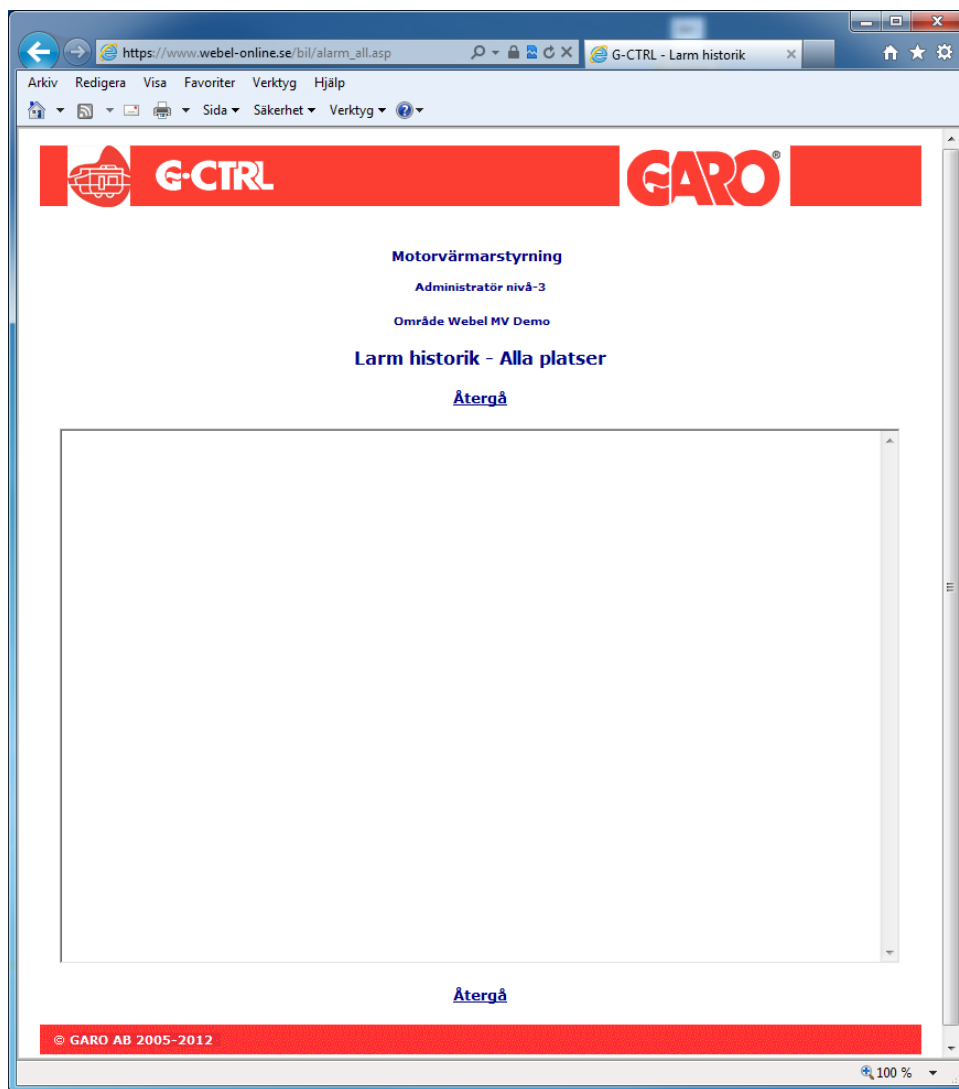 https://www.webel-online.se/bil/alarm_all.asp
G-CTRL - Larm historik
Arkiv Redigera Visa Favoriter Verktyg Hjälp
Sida Säkerhet Verktyg
G-CTRL
GARO®
Motorvärmarstyrning
Administratör nivå-3
Område Webel MV Demo
Larm historik - Alla platser
Återgå
Återgå
© GARO AB 2005-2012
100 %